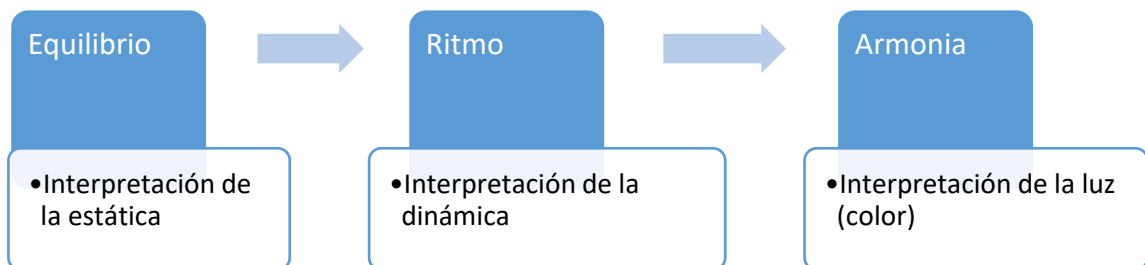 Equilibrio
•Interpretación de
la estática
Ritmo
•Interpretación de la
dinámica
Armonia
•Interpretación de la luz
(color)